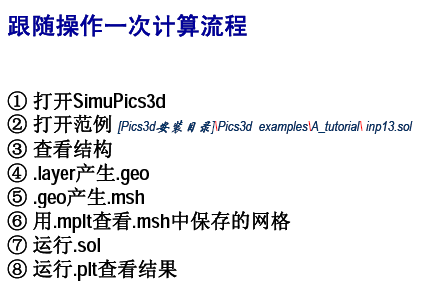 跟随操作一次计算流程
① 打开SimuPics3d
② 打开范例 [Pics3d安装目录]\Pics3d examples\A_tutorial\ inp13.sol
③ 查看结构
④ .layer产生.geo
⑤ .geo产生.msh
⑥ 用.mplt查看.msh中保存的网格
⑦ 运行.sol
⑧ 运行.plt查看结果